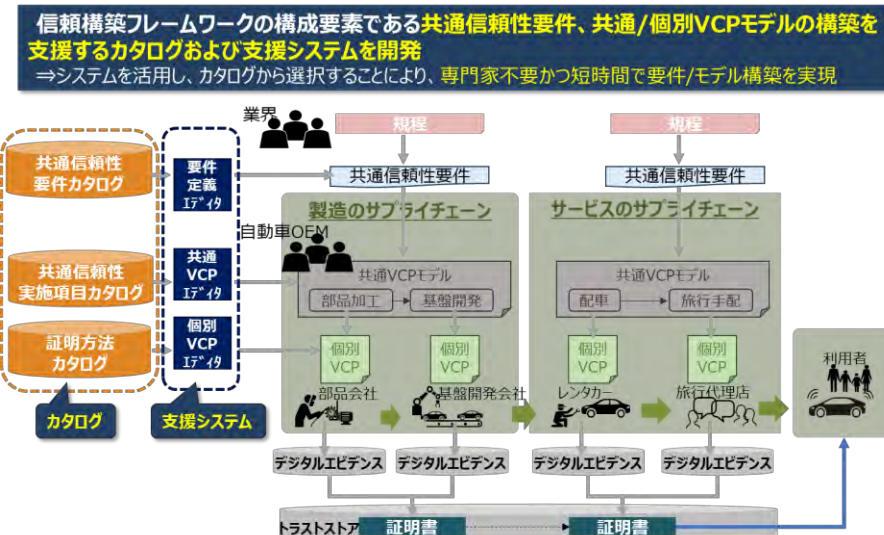 信頼構築フレームワークの構成要素である共通信頼性要件、共通/個別VCPモデルの構築を
支援するカタログおよび支援システムを開発
⇒システムを活用し、カタログから選択することにより、専門家不要かつ短時間で要件/モデル構築を実現
業界
規程
規程
共通信頼性
要件カタログ
要件
定義
ｴﾃﾞｨﾀ
共通信頼性要件
共通信頼性要件
製造のサプライチェーン
サービスのサプライチェーン
自動車OEM
共通信頼性
実施項目カタログ
共通
VCP
ｴﾃﾞｨﾀ
共通VCPモデル
共通VCPモデル
部品加工
基盤開発
配車
旅行手配
証明方法
カタログ
個別
VCP
ｴﾃﾞｨﾀ
個別
VCP
個別
VCP
個別
VCP
個別
VCP
利用者
部品会社
基盤開発会社
レンタカー
旅行代理店
カタログ
支援システム
デジタルエビデンス
デジタルエビデンス
デジタルエビデンス
デジタルエビデンス
トラストストア
証明書
証明書